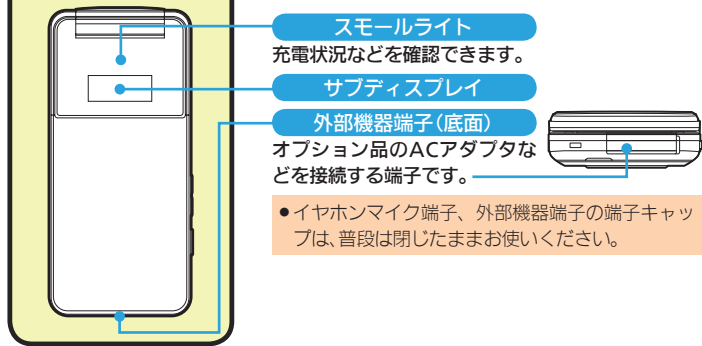 スモールライト
充電状況などを確認できます。
サブディスプレイ
外部機器端子(底面)
オプション品のACアダプタな
どを接続する端子です。
●イヤホンマイク端子、外部機器端子の端子キャッ
プは、普段は閉じたままお使いください。